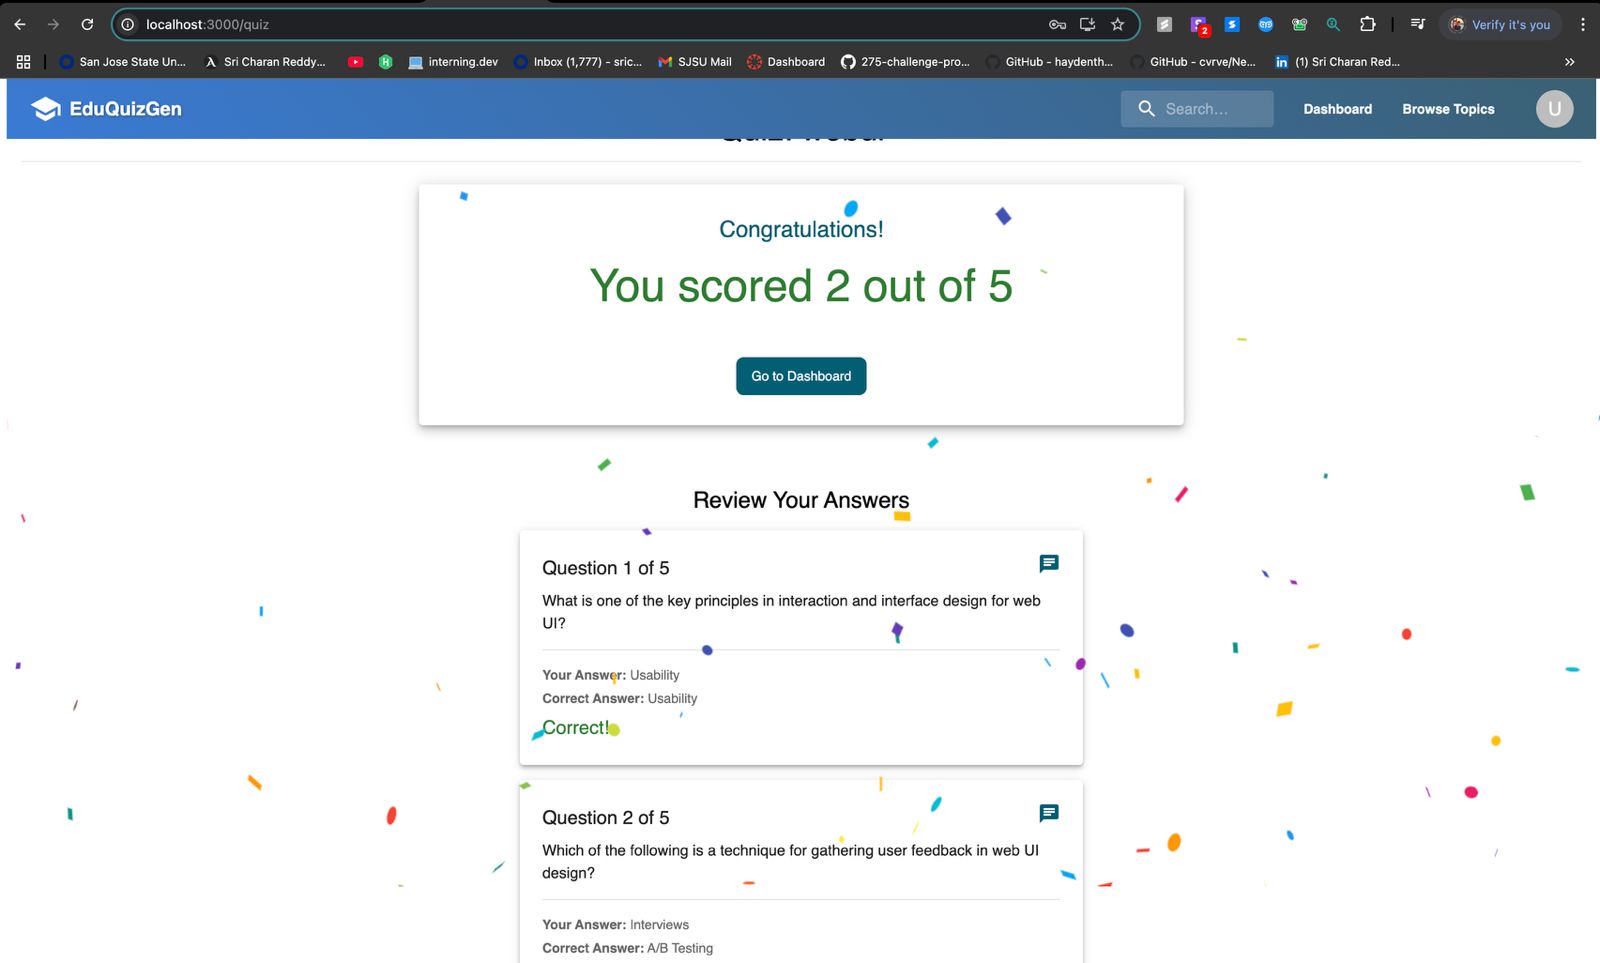 localhost:3000/quiz
2
Verify it's you
San Jose State Un...
Sri Charan Reddy...
interning.dev
Inbox (1,777) - sric...
SJSU Mail
Dashboard
275-challenge-pro...
GitHub - haydenth...
GitHub - cvrve/Ne...
(1) Sri Charan Red...
EduQuizGen
Search...
Dashboard
Browse Topics
U
Congratulations!
You scored 2 out of 5
Go to Dashboard
Review Your Answers
Question 1 of 5
What is one of the key principles in interaction and interface design for web
UI?
Your Answer: Usability
Correct Answer: Usability
Correct!
Question 2 of 5
Which of the following is a technique for gathering user feedback in web UI
design?
Your Answer: Interviews
Correct Answer: A/B Testing